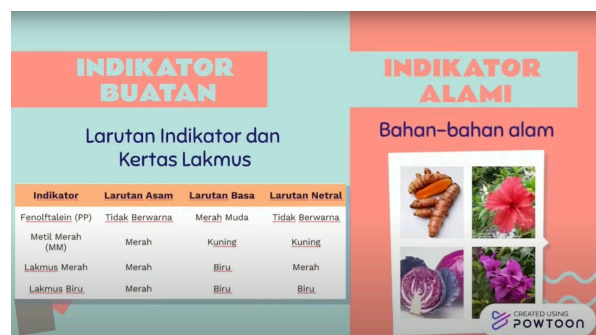 INDIKATOR
BUATAN
Larutan Indikator dan
Kertas Lakmus
Indikator Larutan Asam Larutan Basa Larutan Netral
Fenolftalein (PP) Tidak Berwarna Merah Muda Tidak Berwarna
Metil Merah
(MM) Merah Kuning Kuning
Lakmus Merah Merah Biru Merah
Lakmus Biru Merah Biru Biru
INDIKATOR
ALAMI
Bahan-bahan alam
CREATED USING
POWTOON